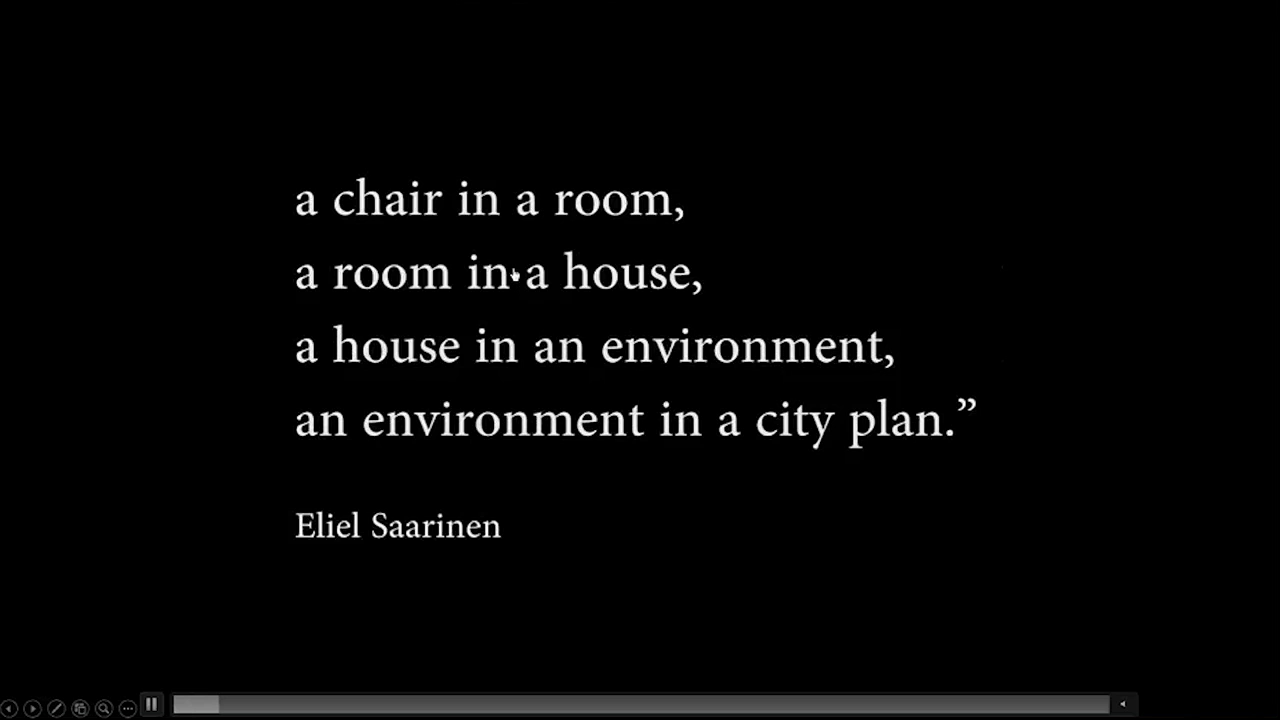 a chair in a room,
a room in a house,
a house in an environment,
an environment in a city plan.”
Eliel Saarinen